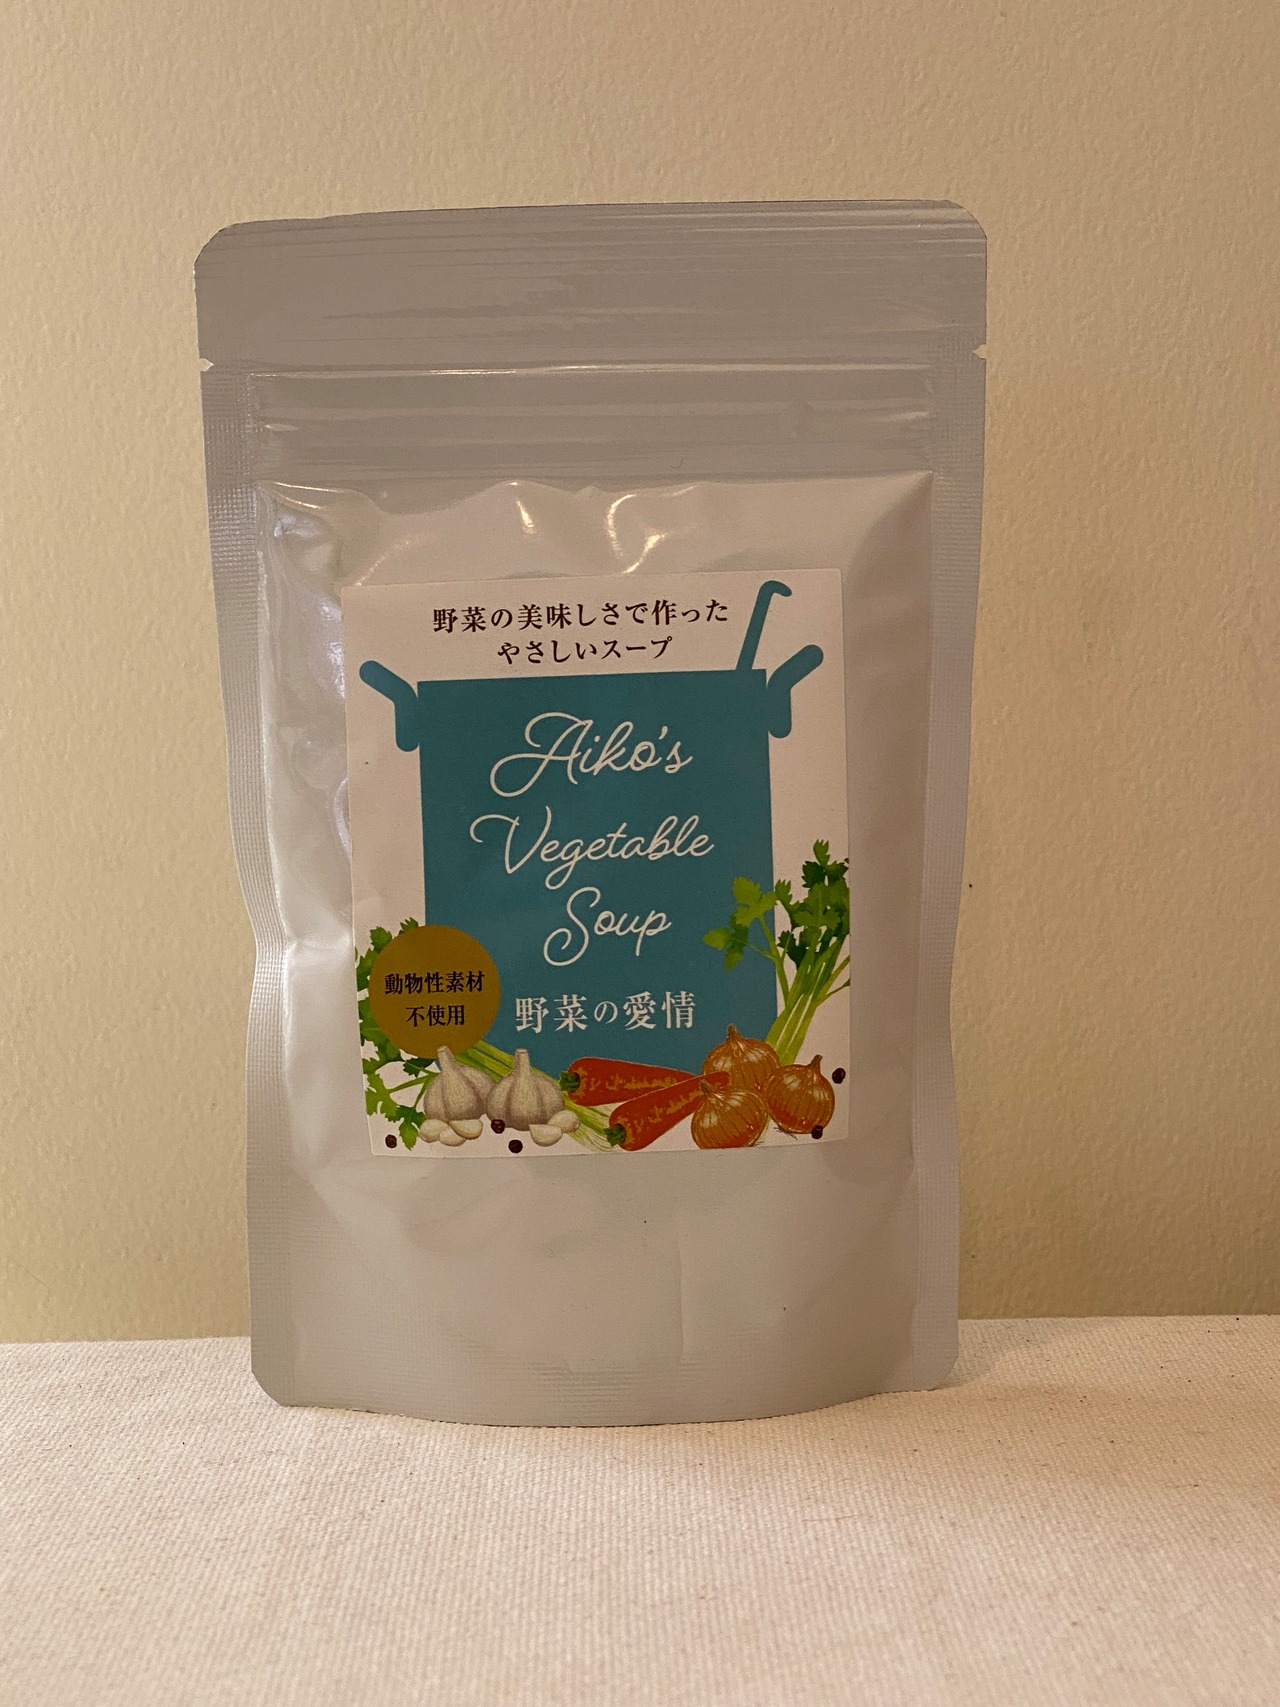 野菜の美味しさで作った
やさしいスープ
Aiko's
Vegetable
Soup
動物性素材
不使用
野菜の愛情